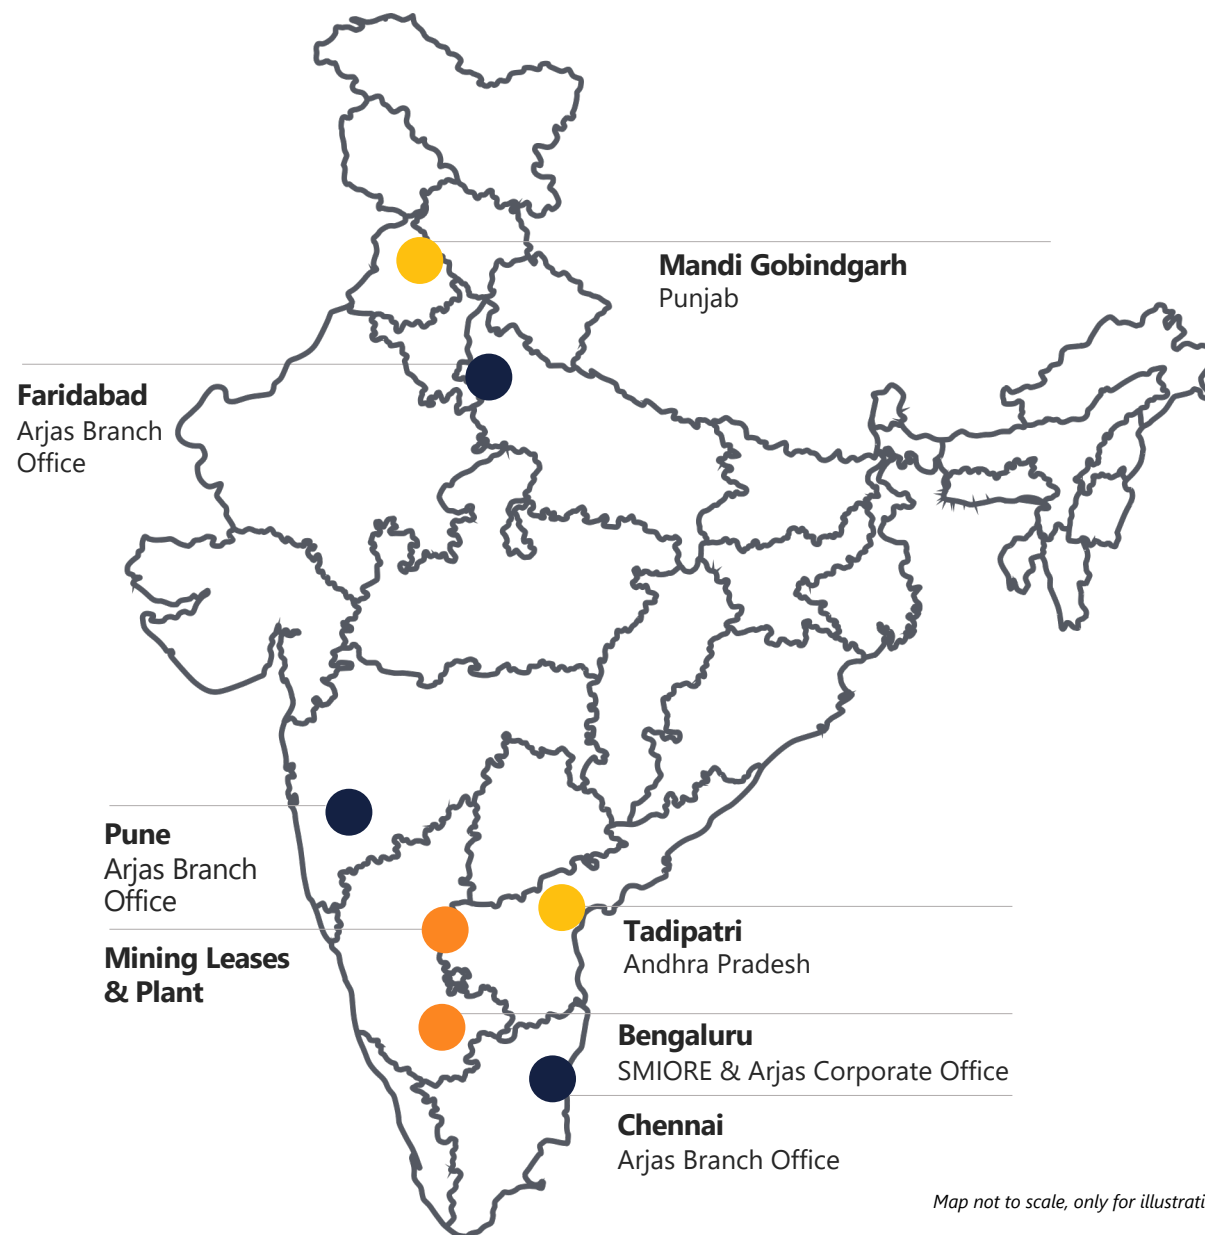 Mandi Gobindgarh
Punjab
Faridabad
Arjas Branch
Office
Pune
Arjas Branch
Office
Mining Leases
& Plant
Tadipatri
Andhra Pradesh
Bengaluru
SMIORE & Arjas Corporate Office
Chennai
Arjas Branch Office
Map not to scale, only for illustrati